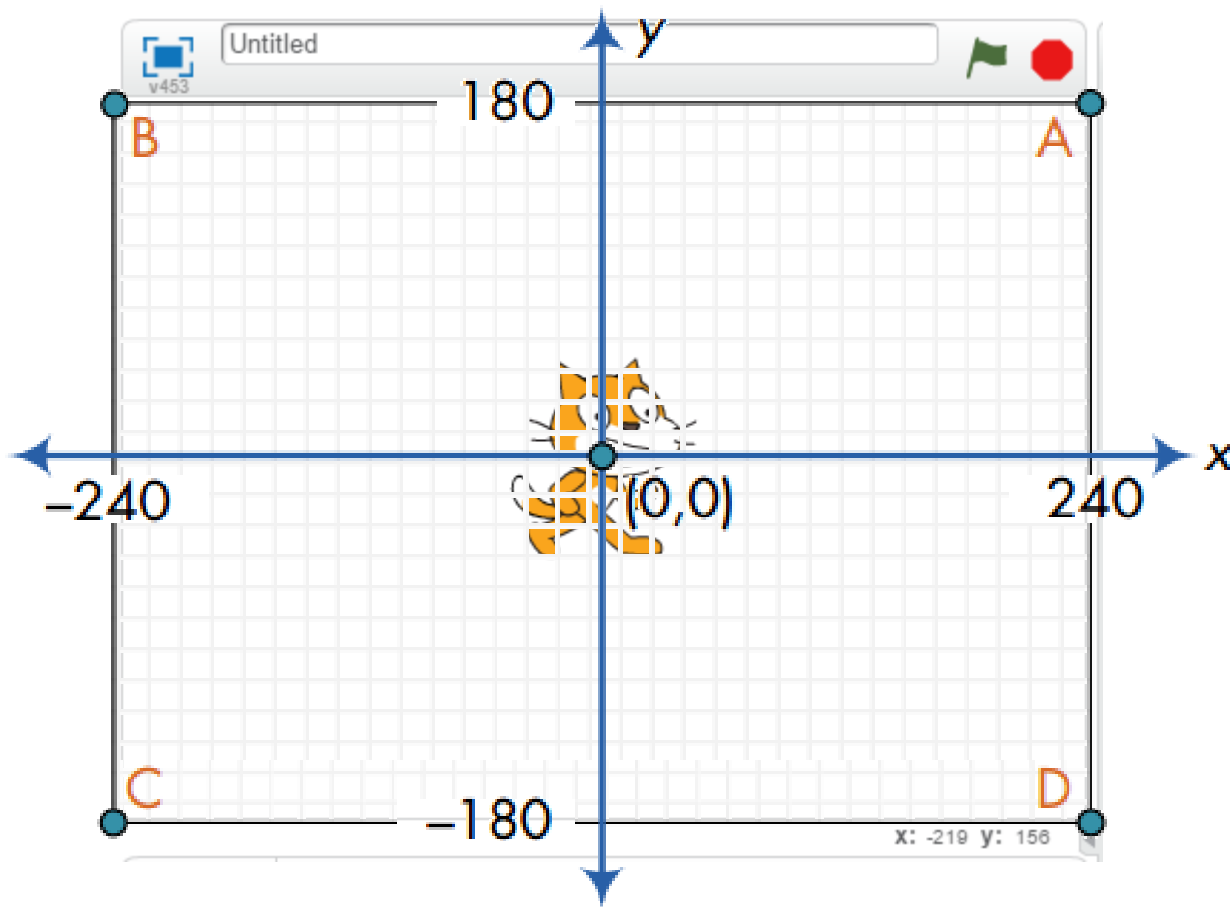 y
Untitled
v453
180
B
A
x
–240
(0,0)
240
C
D
–180
x: -219 y: 156